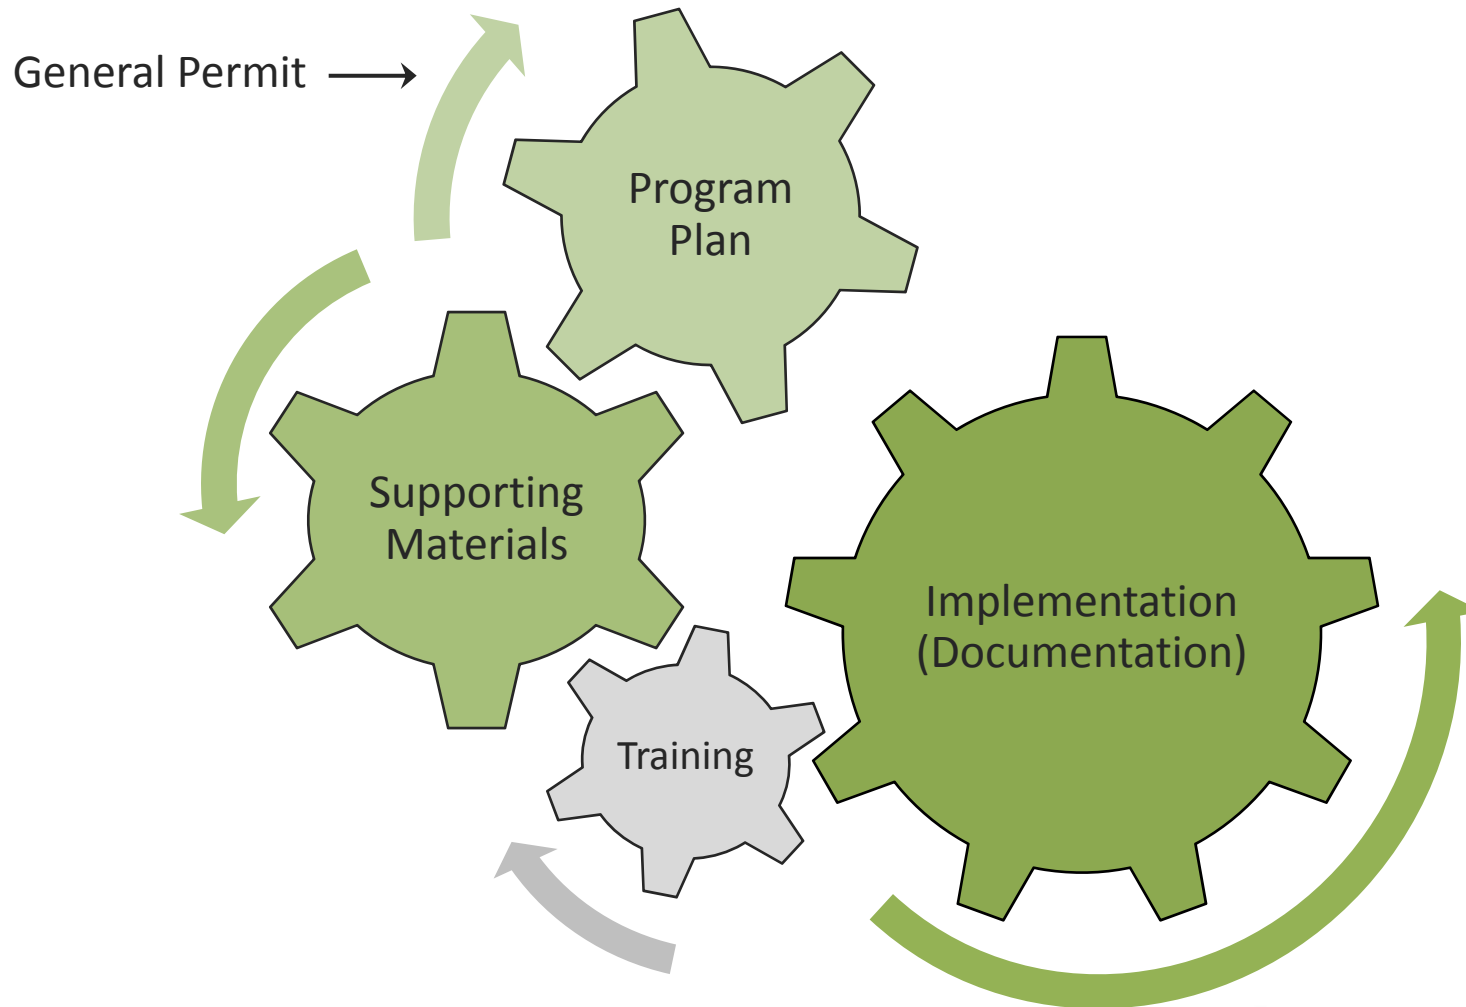 General Permit
Program
Plan
Supporting
Materials
Implementation
(Documentation)
Training